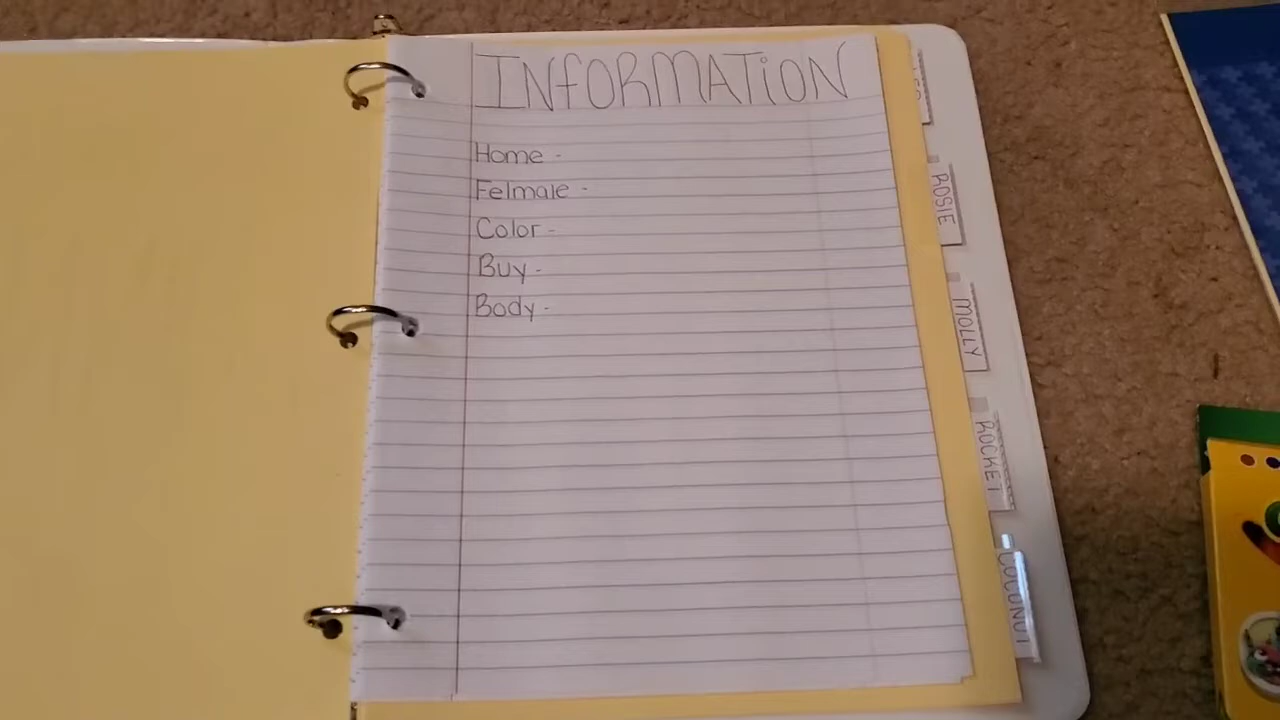 INFORMATION
Home -
Felmale -
Color -
Buy -
Body -
ROSIE
MOLLY
ROCKET
COCONUT